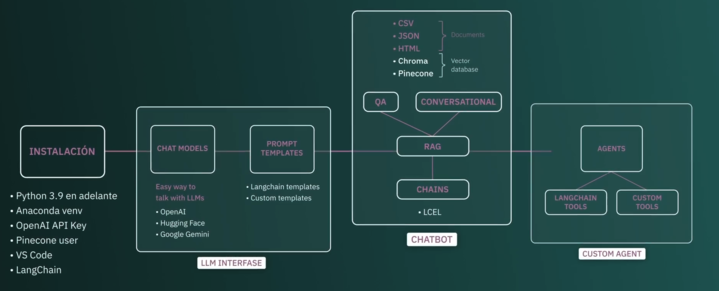 INSTALACIÓN
• Python 3.9 en adelante
• Anaconda venv
• OpenAI API Key
• Pinecone user
• VS Code
• LangChain
CHAT MODELS
Easy way to
talk with LLMs
• OpenAI
• Hugging Face
• Google Gemini
PROMPT
TEMPLATES
• Langchain templates
• Custom templates
LLM INTERFASE
• CSV
• JSON
• HTML
Documents
• Chroma
• Pinecone
Vector
database
QA
CONVERSATIONAL
RAG
CHAINS
• LCEL
CHATBOT
AGENTS
LANGCHAIN
TOOLS
CUSTOM
TOOLS
CUSTOM AGENT